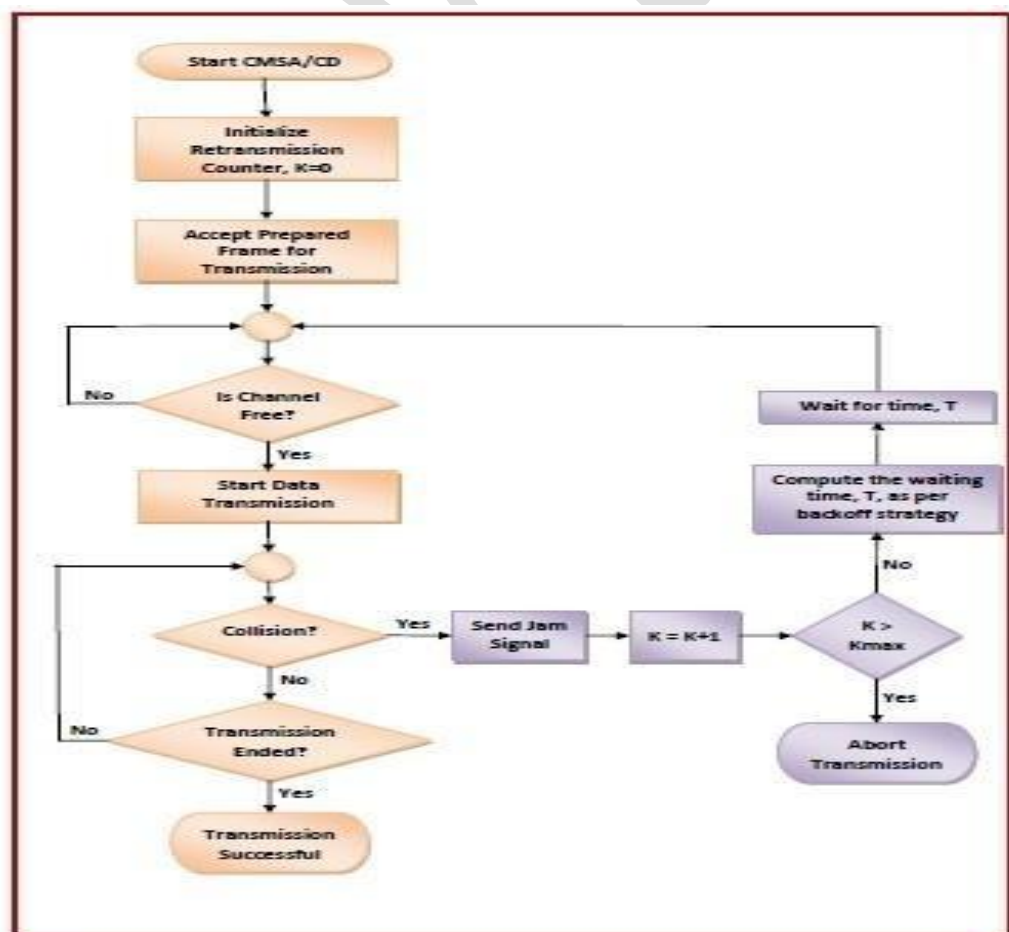 Start CMSA/CD
Initialize
Retransmission
Counter, K=0
Accept Prepared
Frame for
Transmission
No
Is Channel
Free?
Yes
Start Data
Transmission
Collision?
Yes
Send Jam
Signal
K = K+1
K >
Kmax
No
Compute the waiting
time, T, as per
backoff strategy
Wait for time, T
Yes
Abort
Transmission
No
No
Transmission
Ended?
Yes
Transmission
Successful